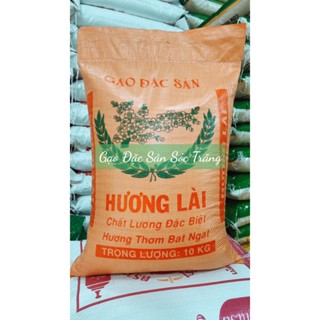 GẠO ĐẶC SẢN
Gạo Đặc Sản Sóc Trăng
HƯƠNG LÀI
Chất Lượng Đặc Biệt
Hương Thơm Bát Ngát
TRỌNG LƯỢNG: 10 KG